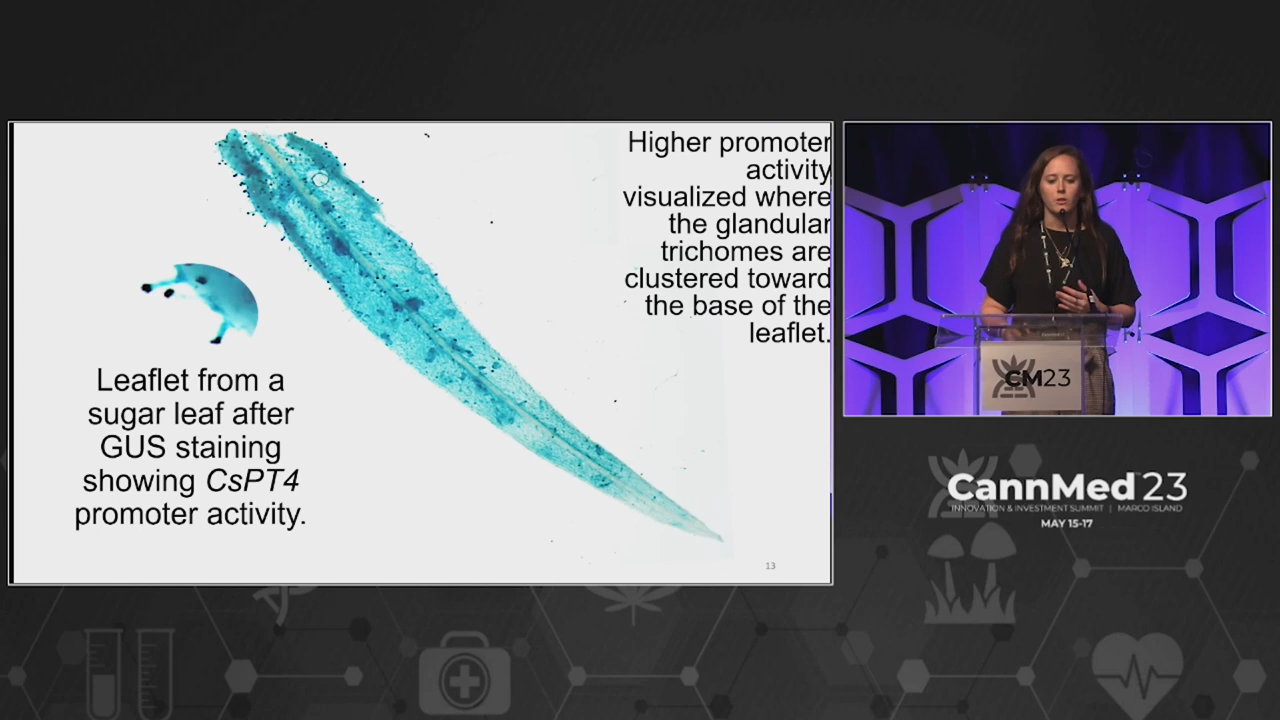 Higher promoter
activity
visualized where
the glandular
trichomes are
clustered toward
the base of the
leaflet.
Leaflet from a
sugar leaf after
GUS staining
showing CsPT4
promoter activity.
13
CM23
CannMed 23
INNOVATION & INVESTMENT SUMMIT | MARCO ISLAND
MAY 15-17